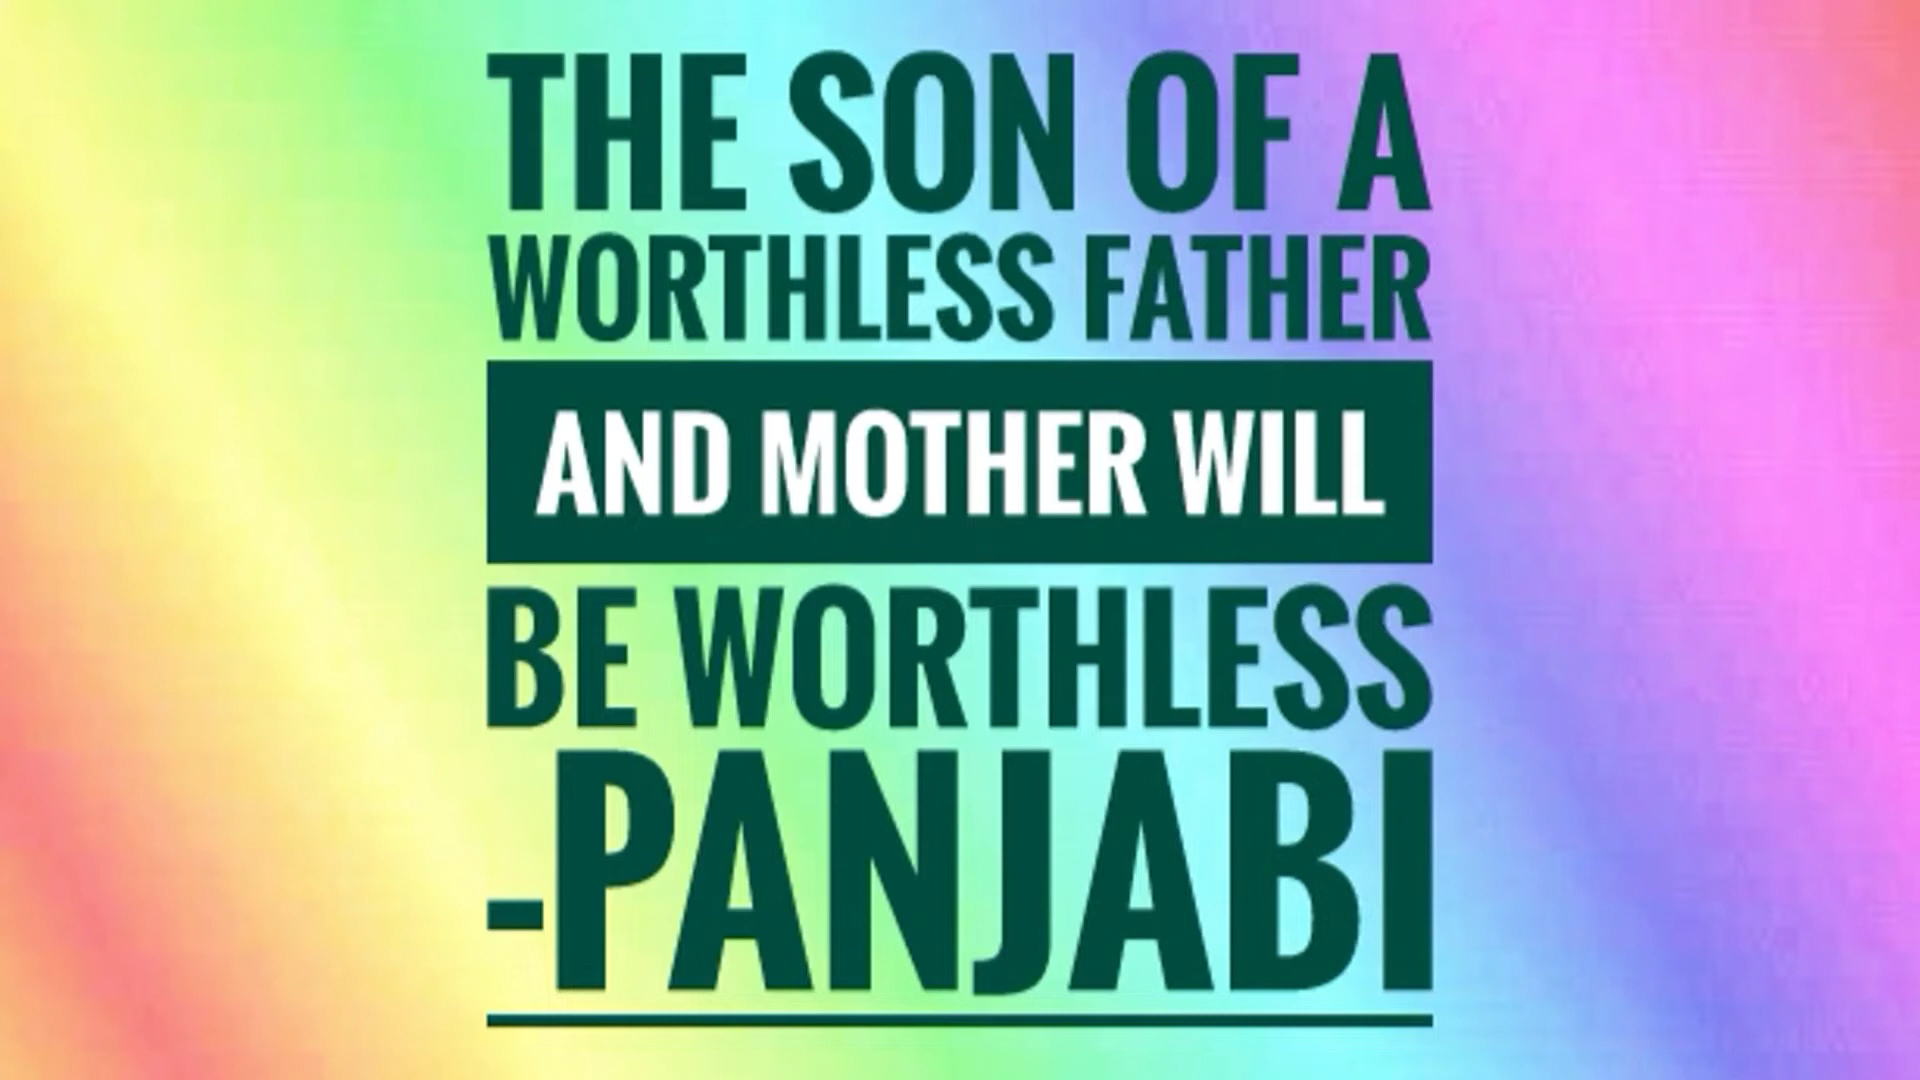 THE SON OF A
WORTHLESS FATHER
AND MOTHER WILL
BE WORTHLESS
-PANJABI